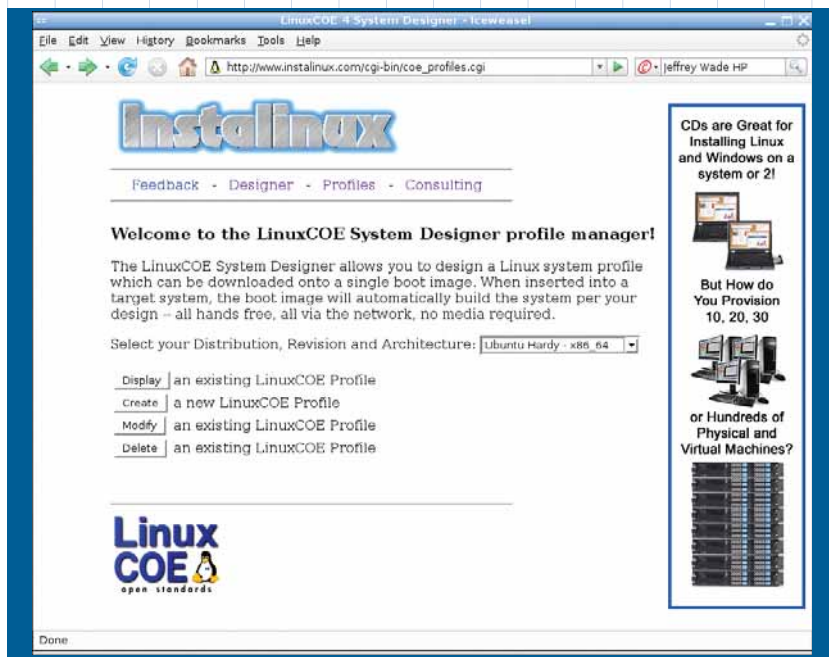 LinuxCOE 4 System Designer - Iceweasel
File Edit View History Bookmarks Tools Help
http://www.instalinux.com/cgi-bin/coe_profiles.cgi
Jeffrey Wade HP
Instalinux
Feedback - Designer - Profiles - Consulting
Welcome to the LinuxCOE System Designer profile manager!
The LinuxCOE System Designer allows you to design a Linux system profile
which can be downloaded onto a single boot image. When inserted into a
target system, the boot image will automatically build the system per your
design -- all hands free, all via the network, no media required.
Select your Distribution, Revision and Architecture: Ubuntu Hardy - x86_64
Display an existing LinuxCOE Profile
Create a new LinuxCOE Profile
Modify an existing LinuxCOE Profile
Delete an existing LinuxCOE Profile
Linux
COE
open standards
CDs are Great for
Installing Linux
and Windows on a
system or 2!
But How do
You Provision
10, 20, 30
or Hundreds of
Physical and
Virtual Machines?
Done